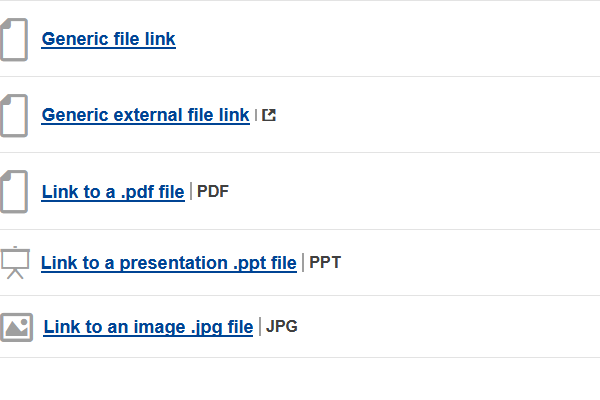 Generic file link
Generic external file link
Link to a .pdf file | PDF
Link to a presentation .ppt file | PPT
Link to an image .jpg file | JPG